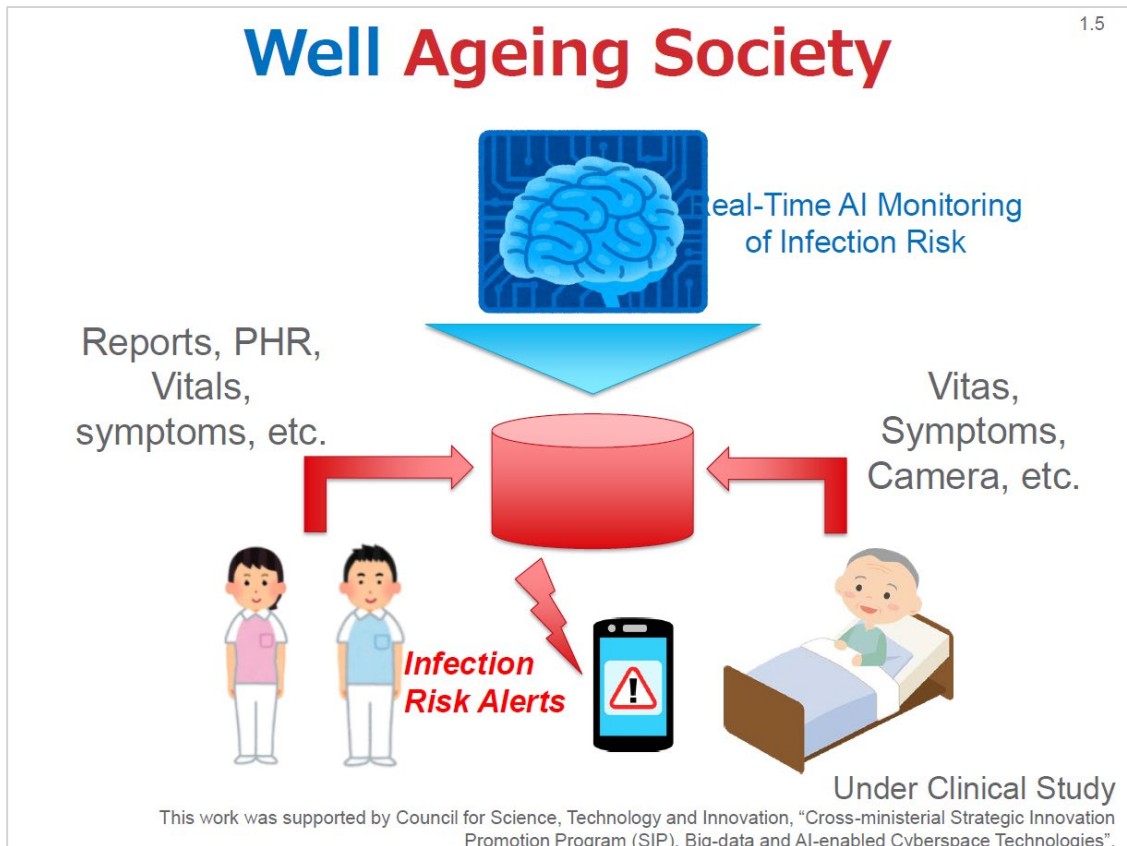 1.5
Well Ageing Society
Real-Time AI Monitoring
of Infection Risk
Reports, PHR,
Vitals,
symptoms, etc.
Vitas,
Symptoms,
Camera, etc.
Infection
Risk Alerts
!
Under Clinical Study
This work was supported by Council for Science, Technology and Innovation, “Cross-ministerial Strategic Innovation
Promotion Program (SIP), Big-data and AI-enabled Cyberspace Technologies”.